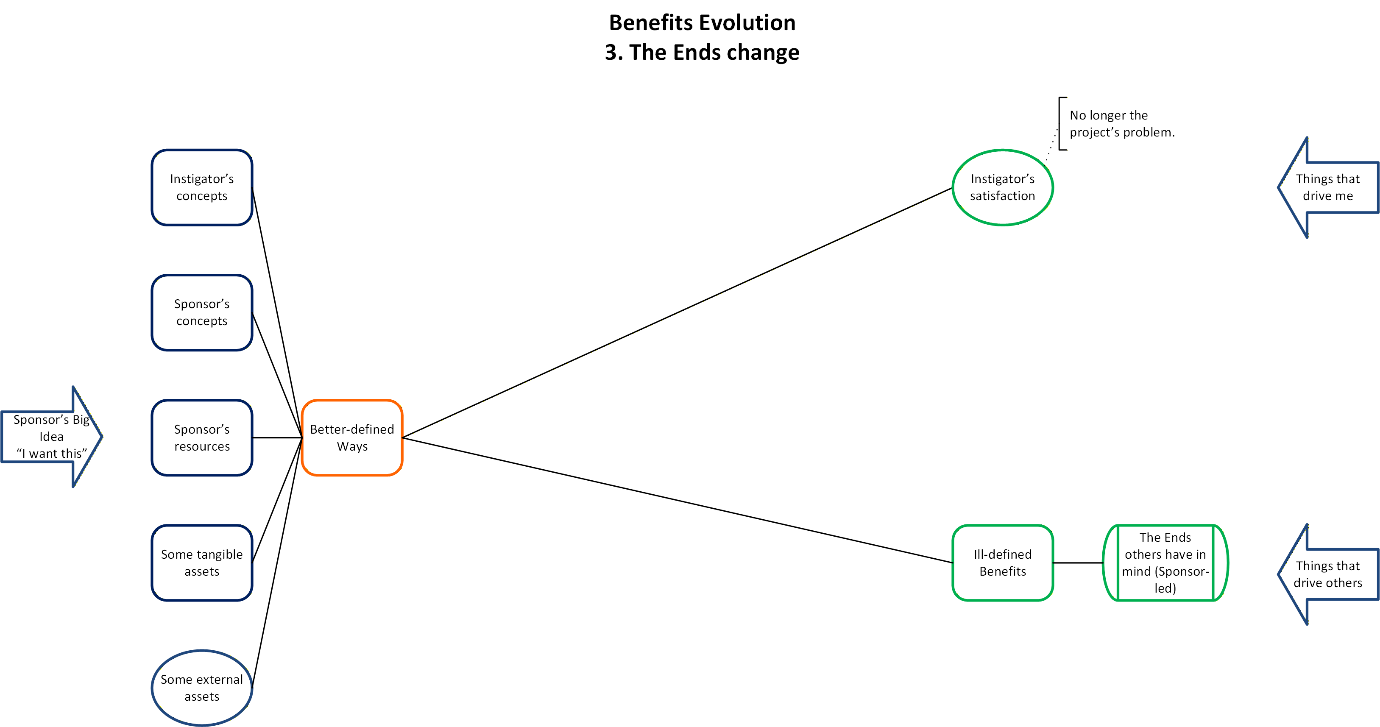 Benefits Evolution
3. The Ends change
No longer the
project's problem.
Instigator's
concepts
Instigator's
satisfaction
Things that
drive me
Sponsor's
concepts
Sponsor's Big
Idea
“I want this”
Sponsor's
resources
Better-defined
Ways
Some tangible
assets
Ill-defined
Benefits
The Ends
others have in
mind (Sponsor-
led)
Things that
drive others
Some external
assets